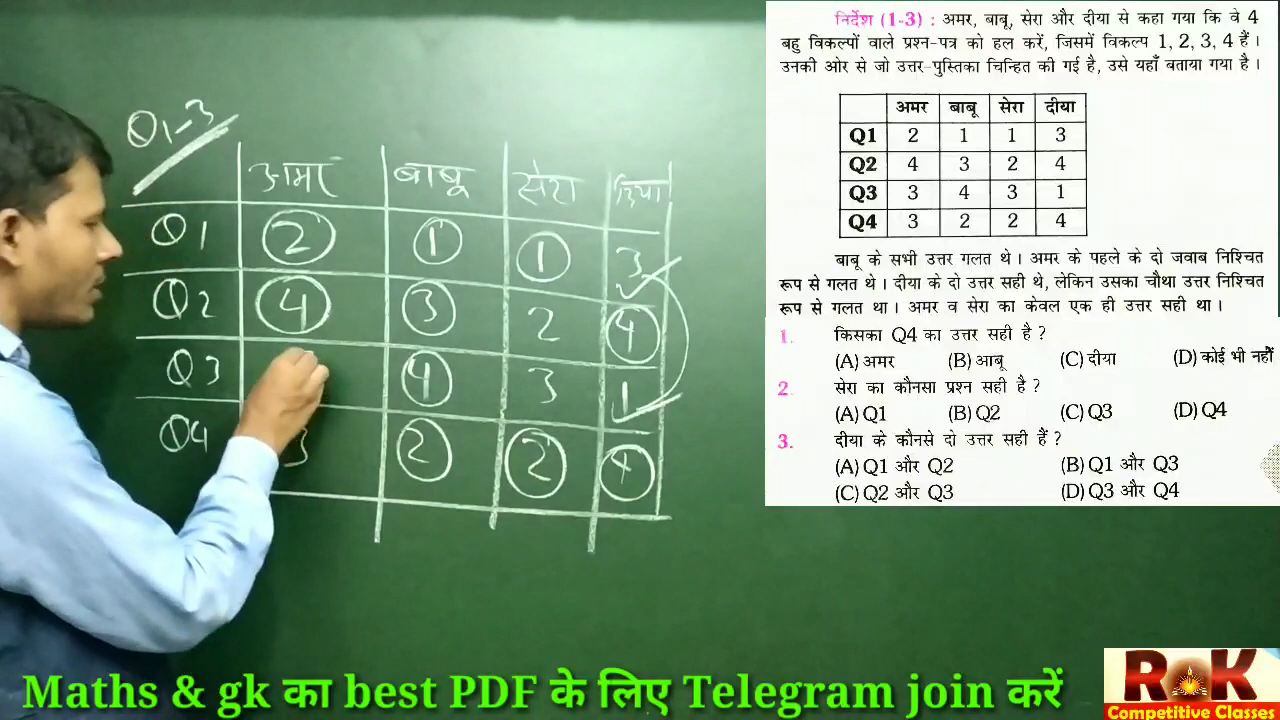 Q1-3
अमर बाबू सेरा दिया
Q1 2 1 1 3
Q2 4 3 2 4
Q3 4 3 1
Q4 3 2 2 4
निर्देश (1-3) : अमर, बाबू, सेरा और दीया से कहा गया कि वे 4
बहु विकल्पों वाले प्रश्न-पत्र को हल करें, जिसमें विकल्प 1, 2, 3, 4 हैं।
उनकी ओर से जो उत्तर-पुस्तिका चिन्हित की गई है, उसे यहाँ बताया गया है।
अमर बाबू सेरा दीया
Q1 2 1 1 3
Q2 4 3 2 4
Q3 3 4 3 1
Q4 3 2 2 4
बाबू के सभी उत्तर गलत थे। अमर के पहले के दो जवाब निश्चित
रूप से गलत थे। दीया के दो उत्तर सही थे, लेकिन उसका चौथा उत्तर निश्चित
रूप से गलत था। अमर व सेरा का केवल एक ही उत्तर सही था।
1. किसका Q4 का उत्तर सही है ?
(A) अमर (B) आबू (C) दीया (D) कोई भी नहीं
2. सेरा का कौनसा प्रश्न सही है ?
(A) Q1 (B) Q2 (C) Q3 (D) Q4
3. दीया के कौनसे दो उत्तर सही हैं ?
(A) Q1 और Q2 (B) Q1 और Q3
(C) Q2 और Q3 (D) Q3 और Q4
Maths & gk का best PDF के लिए Telegram join करें
RK
Competitive Classes